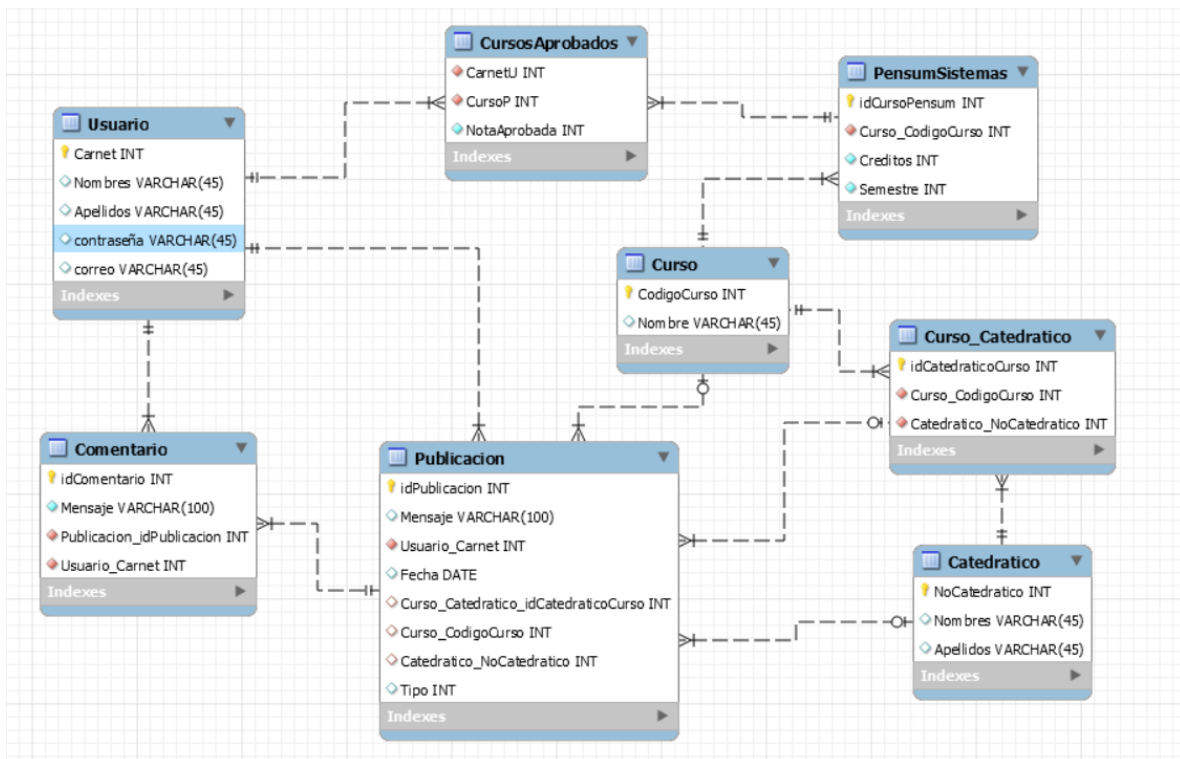 CursosAprobados
CarnetU INT
CursoP INT
NotaAprobada INT
Indexes
PensumSistemas
idCursoPensum INT
Curso_CodigoCurso INT
Creditos INT
Semestre INT
Indexes
Usuario
Carnet INT
Nombres VARCHAR(45)
Apellidos VARCHAR(45)
contraseña VARCHAR(45)
correo VARCHAR(45)
Indexes
Curso
CodigoCurso INT
Nombre VARCHAR(45)
Indexes
Curso_Catedratico
idCatedraticoCurso INT
Curso_CodigoCurso INT
Catedratico_NoCatedratico INT
Indexes
Comentario
idComentario INT
Mensaje VARCHAR(100)
Publicacion_idPublicacion INT
Usuario_Carnet INT
Indexes
Publicacion
idPublicacion INT
Mensaje VARCHAR(100)
Usuario_Carnet INT
Fecha DATE
Curso_Catedratico_idCatedraticoCurso INT
Curso_CodigoCurso INT
Catedratico_NoCatedratico INT
Tipo INT
Indexes
Catedratico
NoCatedratico INT
Nombres VARCHAR(45)
Apellidos VARCHAR(45)
Indexes